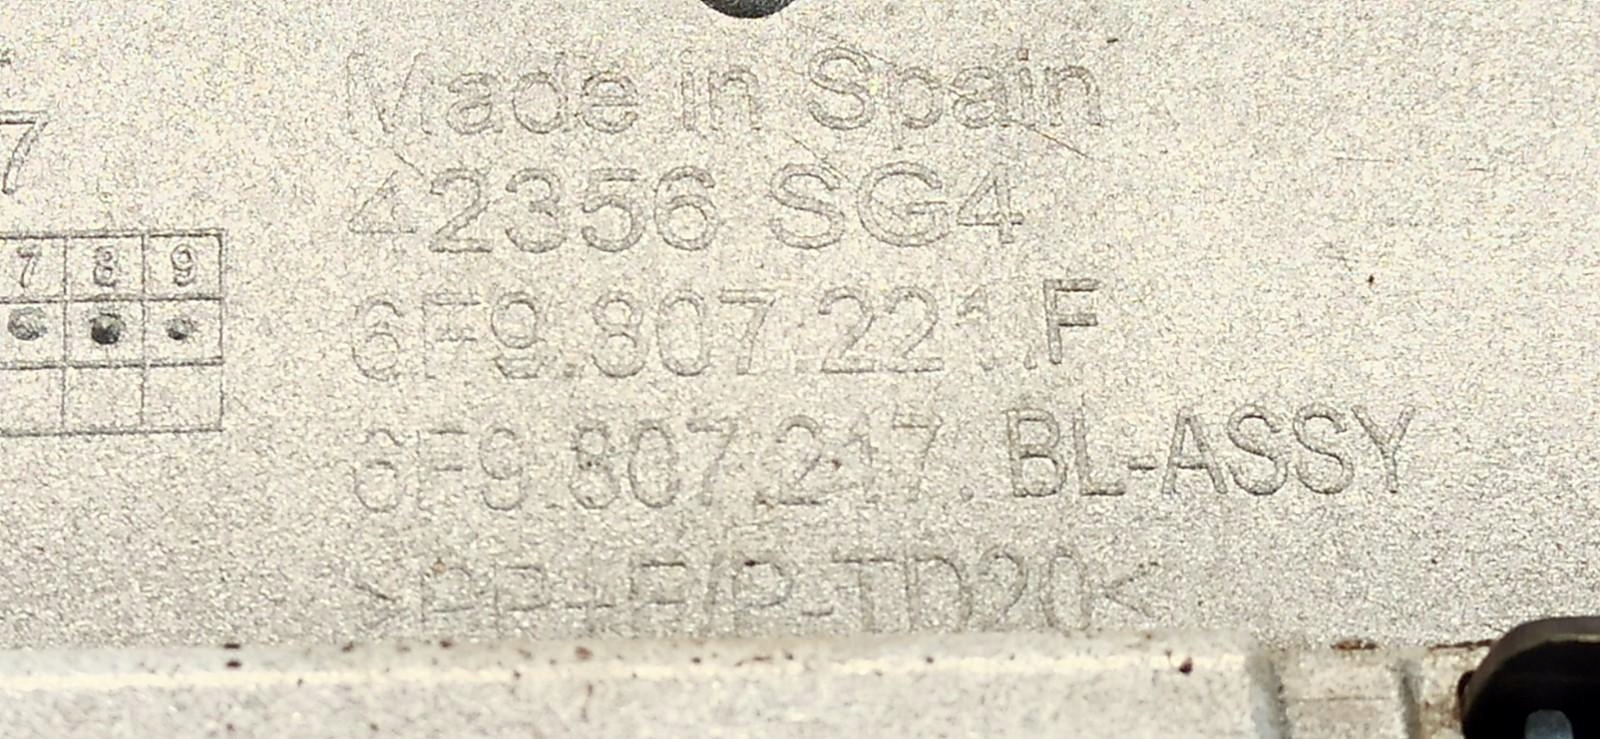 7
Made in Spain
42356 SG4
7 8 9
6F9.807.221.F
6F9.807.217. BL-ASSY
>PP+E/P-TD20<